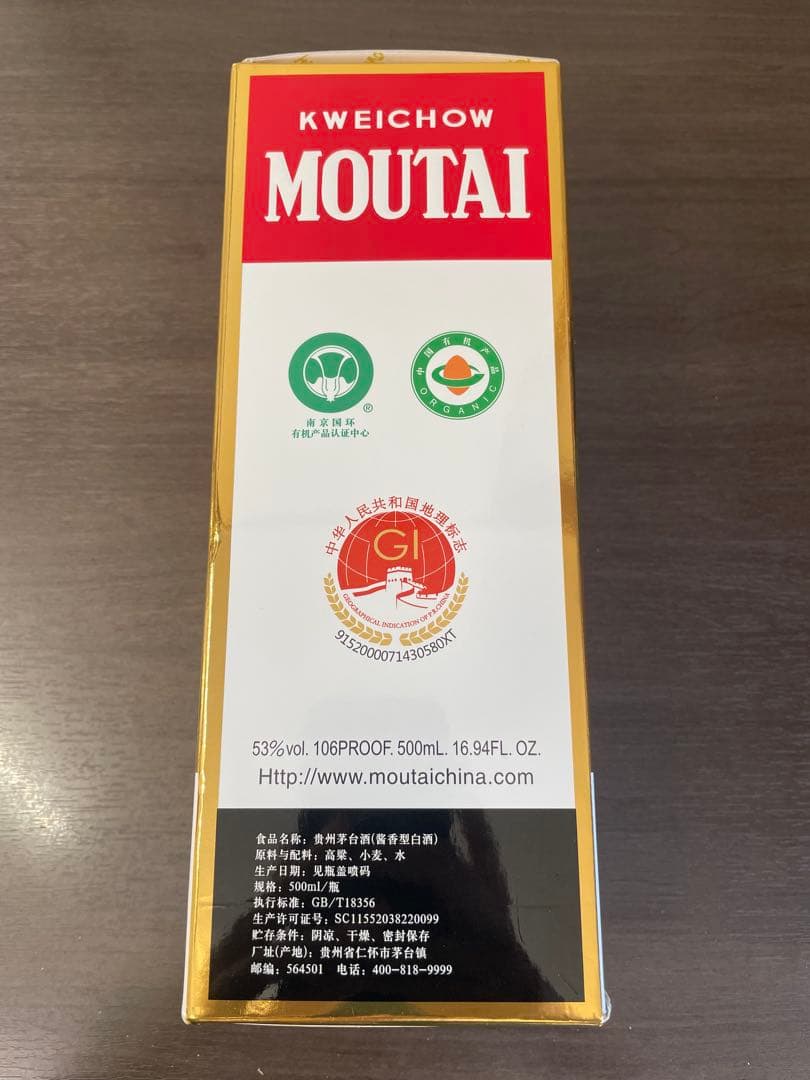 KWEICHOW
MOUTAI
南京国环
有机产品认证中心
中国有机产品
ORGANIC
中华人民共和国地理标志
GI
GEOGRAPHICAL INDICATION OF P.R.CHINA
9152000071430580XT
53%vol. 106PROOF. 500mL. 16.94FL. OZ.
Http://www.moutaichina.com
食品名称：贵州茅台酒(酱香型白酒)
原料与配料：高粱、小麦、水
生产日期：见瓶盖喷码
规格：500ml/瓶
执行标准：GB/T18356
生产许可证号：SC11552038220099
贮存条件：阴凉、干燥、密封保存
厂址(产地)：贵州省仁怀市茅台镇
邮编：564501 电话：400-818-9999